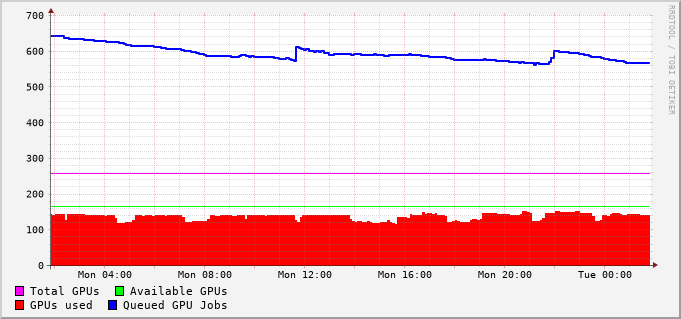 700
600
500
400
300
200
100
0
Mon 04:00 Mon 08:00 Mon 12:00 Mon 16:00 Mon 20:00 Tue 00:00
Total GPUs Available GPUs
GPUs used Queued GPU Jobs
RRDTOOL / TOBI OETIKER